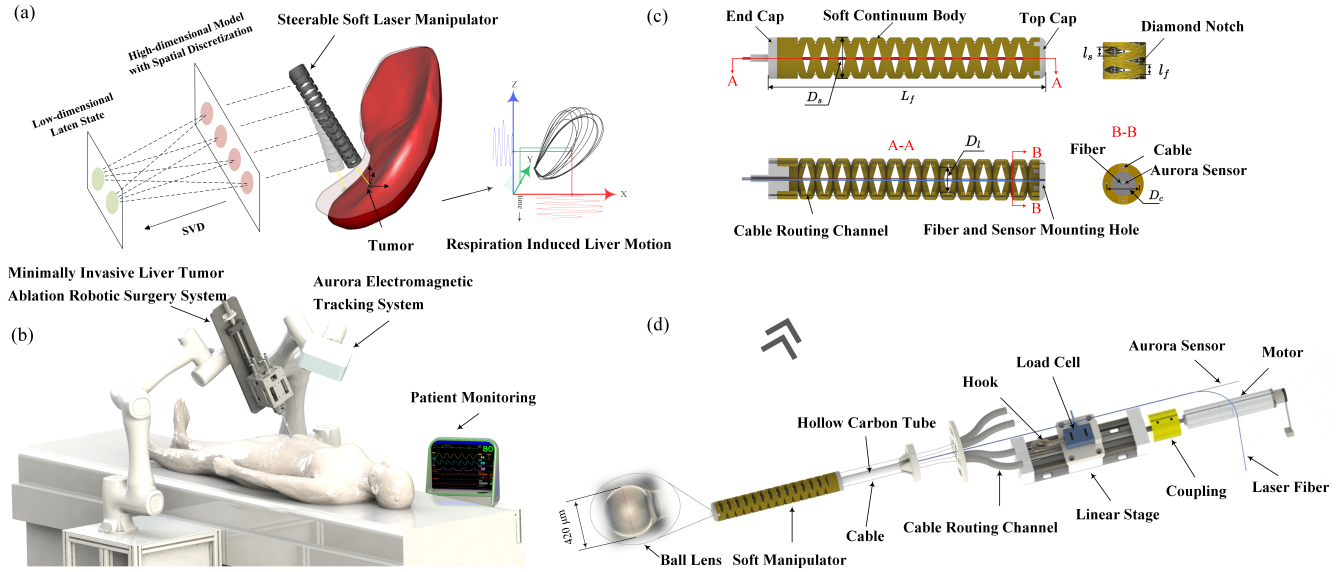 (a)
Steerable Soft Laser Manipulator
High-dimensional Model
with Spatial Discretization
Low-dimensional
Laten State
SVD
Tumor
Z
Y
X
time
Respiration Induced Liver Motion
(b)
Minimally Invasive Liver Tumor
Ablation Robotic Surgery System
Aurora Electromagnetic
Tracking System
Patient Monitoring
80
(c)
End Cap
Soft Continuum Body
Top Cap
Diamond Notch
l_s
l_f
A
A
D_s
L_f
A-A
D_l
B
B
B-B
Fiber
Cable
Aurora Sensor
D_c
Cable Routing Channel
Fiber and Sensor Mounting Hole
(d)
Aurora Sensor
Motor
Load Cell
Hook
Hollow Carbon Tube
Laser Fiber
Coupling
Linear Stage
Cable Routing Channel
Cable
Soft Manipulator
Ball Lens
420 μm